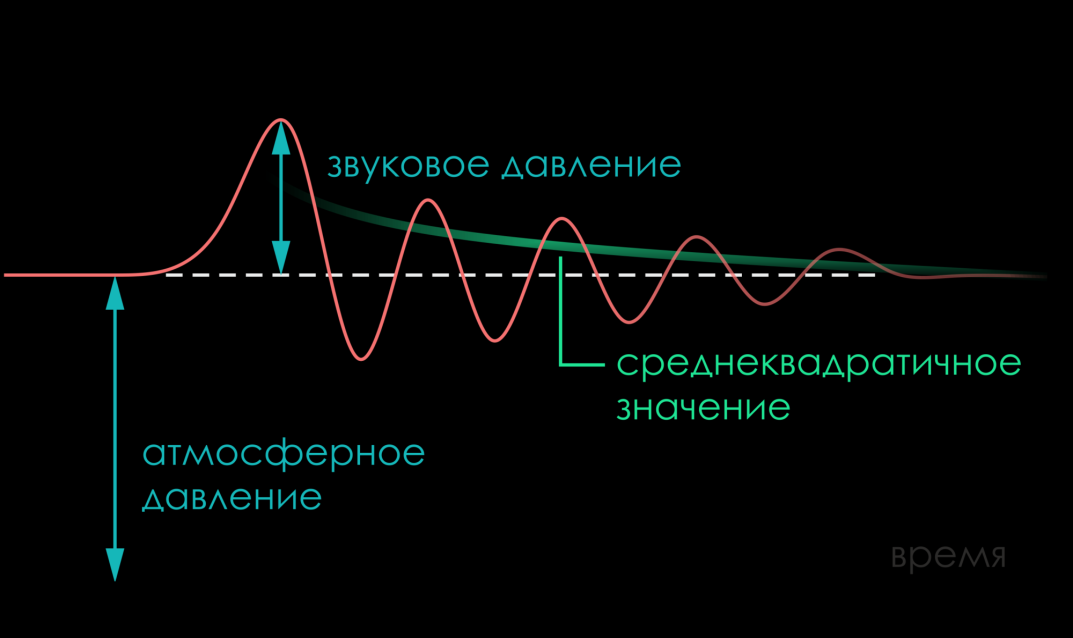 звуковое давление
среднеквадратичное
значение
атмосферное
давление
время